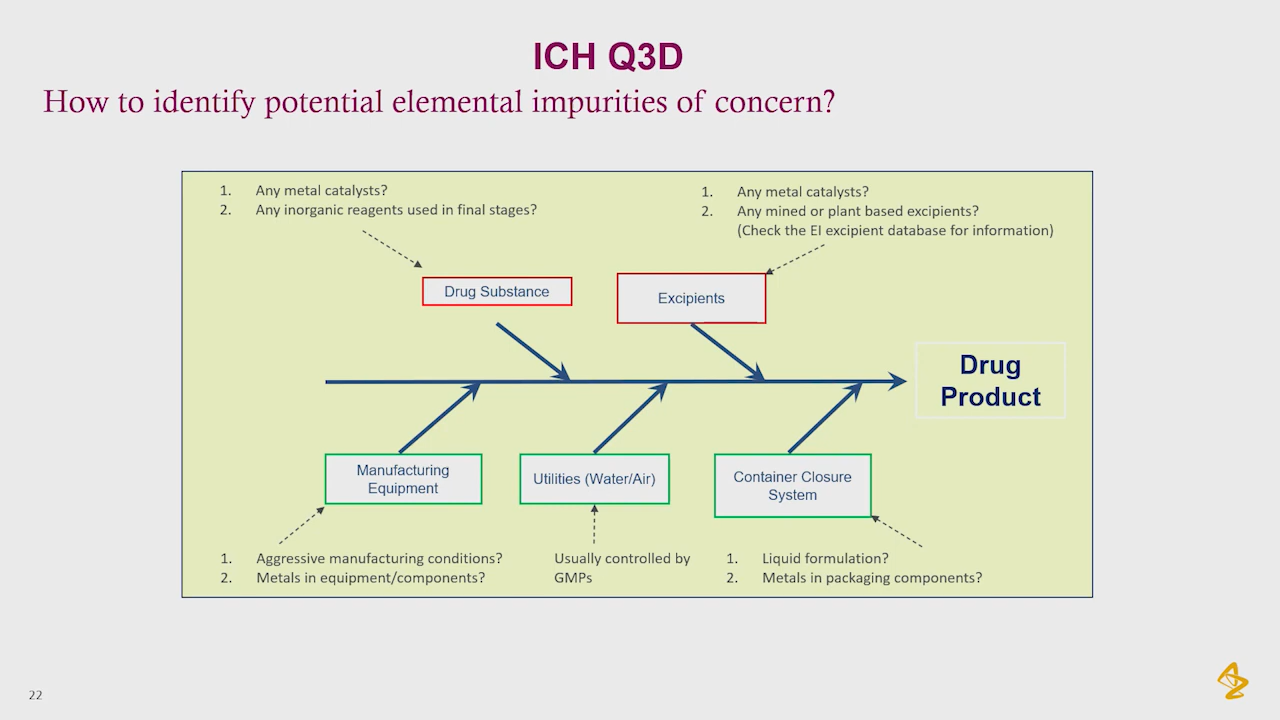 ICH Q3D
How to identify potential elemental impurities of concern?
1. Any metal catalysts?
2. Any inorganic reagents used in final stages?
1. Any metal catalysts?
2. Any mined or plant based excipients?
(Check the EI excipient database for information)
Drug Substance
Excipients
Drug
Product
Manufacturing
Equipment
Utilities (Water/Air)
Container Closure
System
1. Aggressive manufacturing conditions?
2. Metals in equipment/components?
Usually controlled by
GMPs
1. Liquid formulation?
2. Metals in packaging components?
22